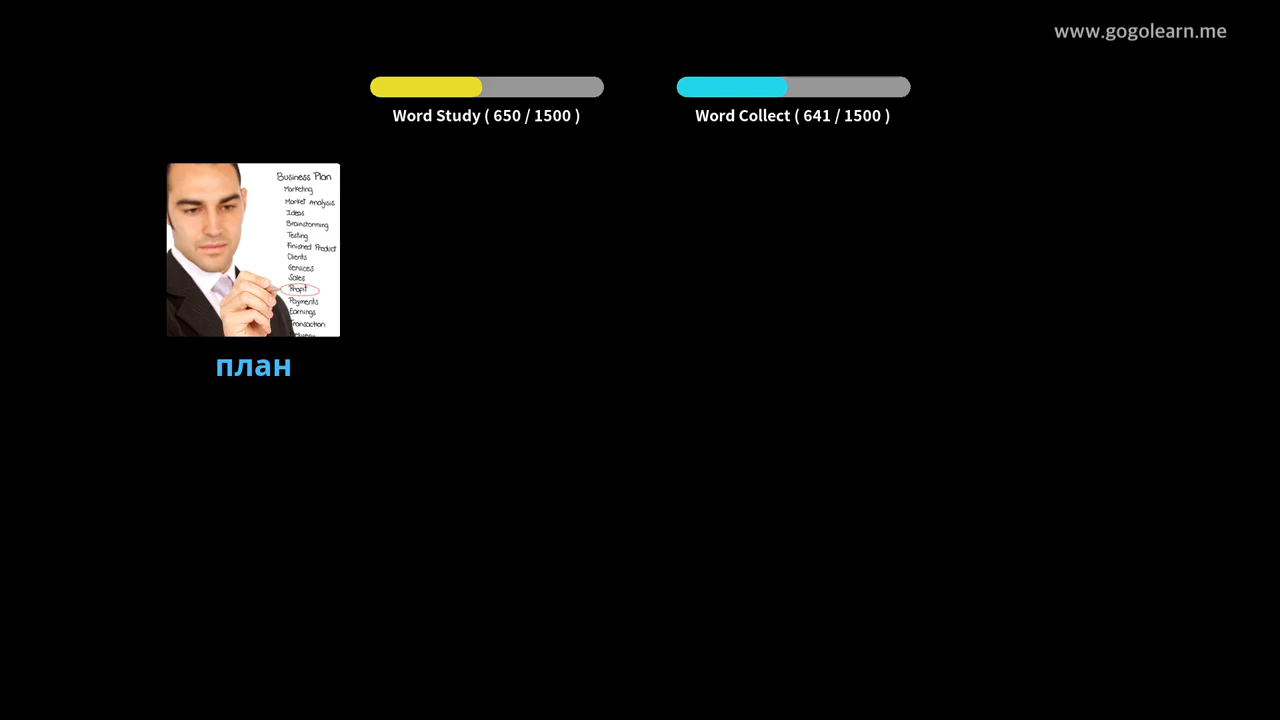 www.gogolearn.me
Word Study ( 650 / 1500 )
Word Collect ( 641 / 1500 )
Business Plan
Marketing
Market Analysis
Ideas
Brainstorming
Testing
Finished Product
Clients
Services
Sales
Profit
Payments
Earnings
Transaction
план